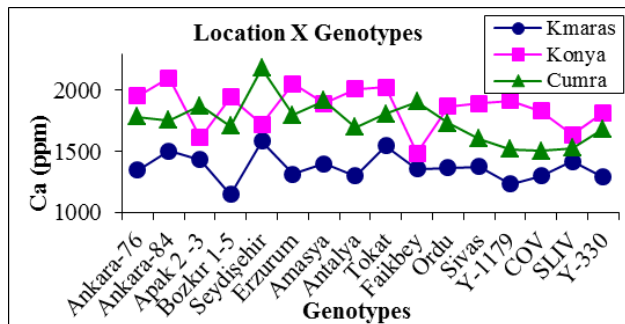 Location X Genotypes
Kmaras
Konya
Cumra
Ca (ppm)
2000
1500
1000
Ankara-76
Ankara-84
Apak 2 -3
Bozkır 1-5
Seydişehir
Erzurum
Amasya
Antalya
Tokat
Faikbey
Ordu
Sivas
Y-1179
COV
SLIV
Y-330
Genotypes